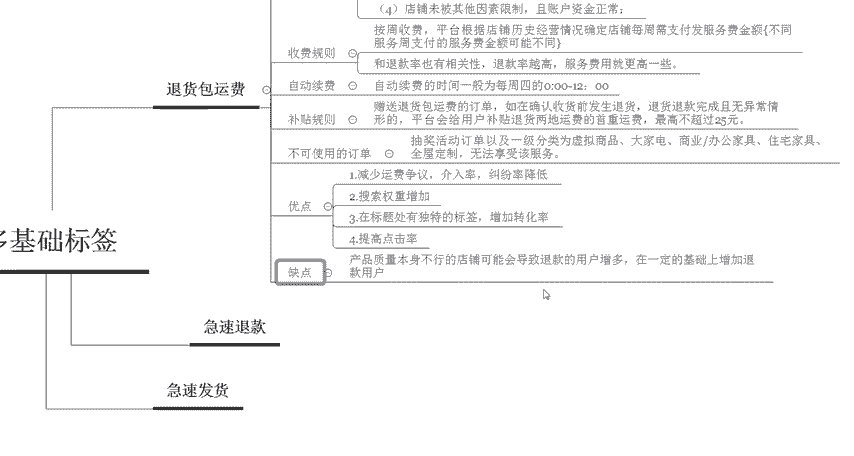 （4）店铺未被其他因素限制，且账户资金正常；
按周收费，平台根据店铺历史经营情况确定店铺每周需支付发服务费金额{不同
服务周支付的服务费金额可能不同}
收费规则
和退款率也有相关性，退款率越高，服务费用就更高一些。
退货包运费
自动续费
自动续费的时间一般为每周四的0:00-12：00
赠送退货包运费的订单，如在确认收货前发生退货，退货退款完成且无异常情
形的，平台会给用户补贴退货两地运费的首重运费，最高不超过25元。
补贴规则
抽奖活动订单以及一级分类为虚拟商品、大家电、商业/办公家具、住宅家具、
全屋定制，无法享受该服务。
不可使用的订单
1.减少运费争议，介入率，纠纷率降低
2.搜索权重增加
优点
3.在标题处有独特的标签，增加转化率
4.提高点击率
多基础标签
产品质量本身不行的店铺可能会导致退款的用户增多，在一定的基础上增加退
款用户
缺点
急速退款
急速发货